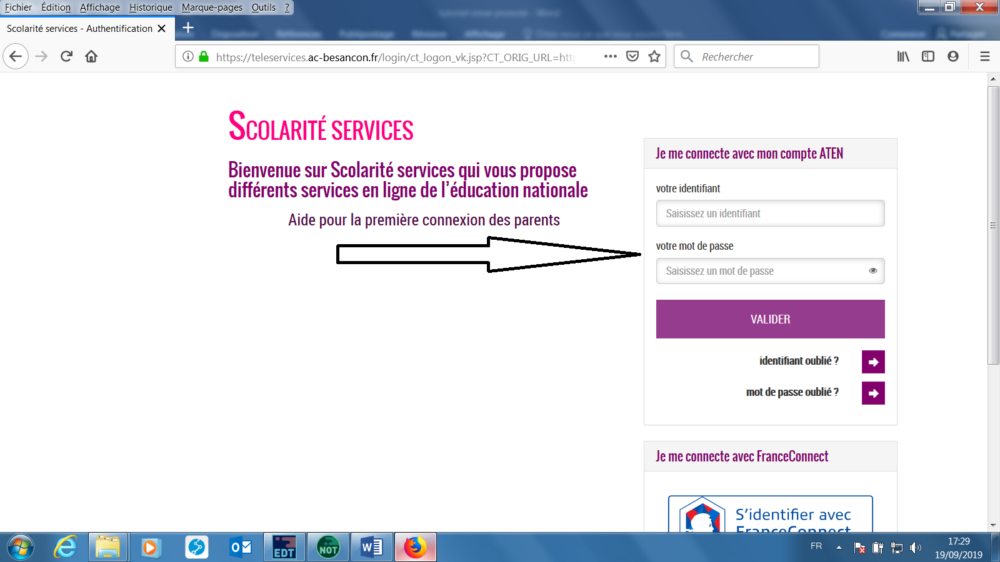 Fichier Édition Affichage Historique Marque-pages Outils ?
Scolarité services - Authentification
https://teleservices.ac-besancon.fr/login/ct_logon_vk.jsp?CT_ORIG_URL=htt
Rechercher
SCOLARITÉ SERVICES
Bienvenue sur Scolarité services qui vous propose
différents services en ligne de l'éducation nationale
Aide pour la première connexion des parents
Je me connecte avec mon compte ATEN
votre identifiant
Saisissez un identifiant
votre mot de passe
Saisissez un mot de passe
VALIDER
identifiant oublié ?
mot de passe oublié ?
Je me connecte avec FranceConnect
S'identifier avec
FranceConnect
EDT
NOT
FR
17:29
19/09/2019